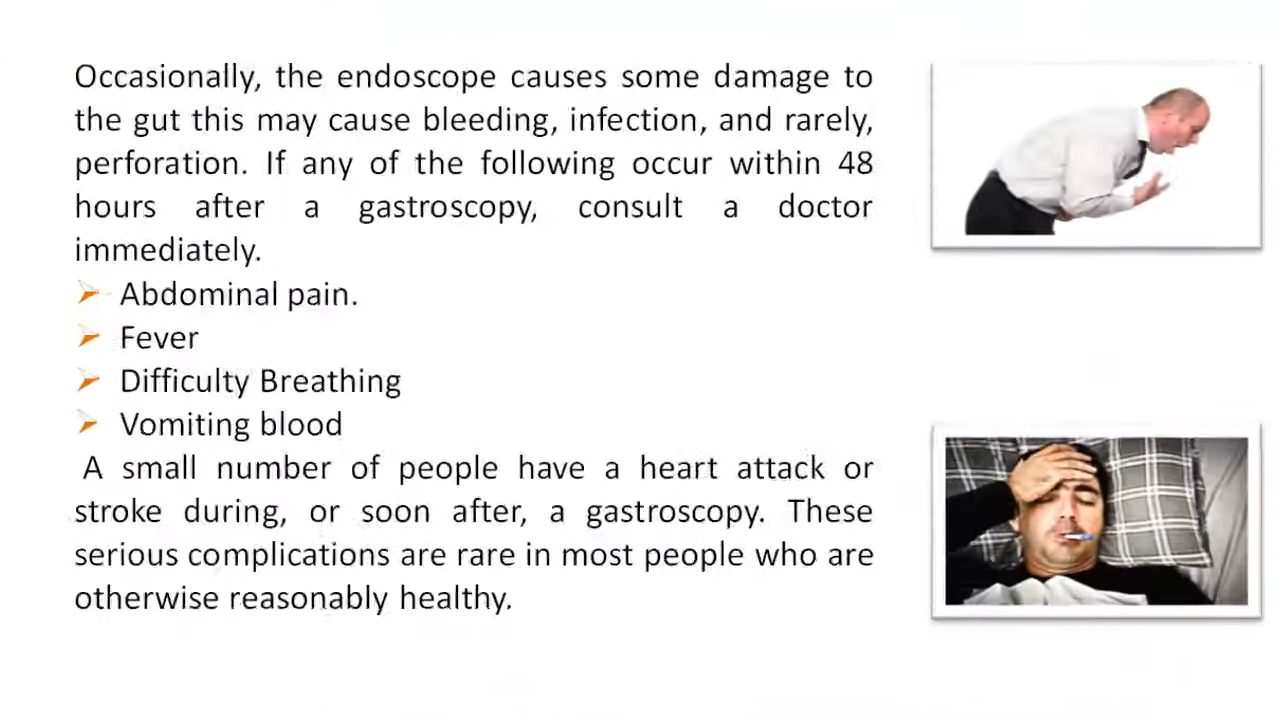 Occasionally, the endoscope causes some damage to
the gut this may cause bleeding, infection, and rarely,
perforation. If any of the following occur within 48
hours after a gastroscopy, consult a doctor
immediately.
Abdominal pain.
Fever
Difficulty Breathing
Vomiting blood
A small number of people have a heart attack or
stroke during, or soon after, a gastroscopy. These
serious complications are rare in most people who are
otherwise reasonably healthy.